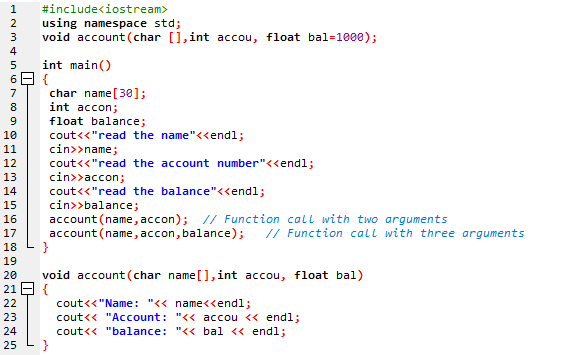 1 #include<iostream>
2 using namespace std;
3 void account(char [],int accou, float bal=1000);
4
5 int main()
6 {
7 char name[30];
8 int accon;
9 float balance;
10 cout<<"read the name"<<endl;
11 cin>>name;
12 cout<<"read the account number"<<endl;
13 cin>>accon;
14 cout<<"read the balance"<<endl;
15 cin>>balance;
16 account(name,accon);  // Function call with two arguments
17 account(name,accon,balance);   // Function call with three arguments
18 }
19
20 void account(char name[],int accou, float bal)
21 {
22 cout<<"Name: "<< name<<endl;
23 cout<< "Account: "<< accou << endl;
24 cout<< "balance: "<< bal << endl;
25 }